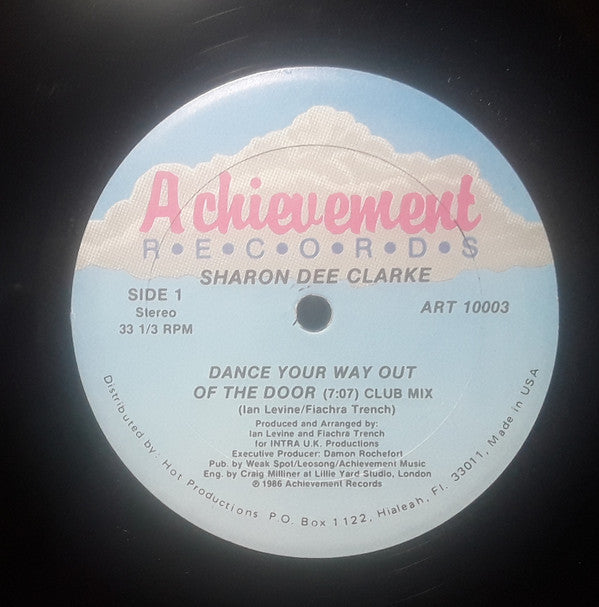 Achievement
R•E•C•O•R•D•S
SHARON DEE CLARKE
SIDE 1
Stereo
33 1/3 RPM
ART 10003
DANCE YOUR WAY OUT
OF THE DOOR (7:07) CLUB MIX
(Ian Levine/Fiachra Trench)
Produced and Arranged by:
Ian Levine and Fiachra Trench
for INTRA U.K. Productions
Executive Producer: Damon Rochefort
Pub. by Weak Spot/Leosong/Achievement Music
Eng. by Craig Milliner at Lillie Yard Studio, London
℗ 1986 Achievement Records
Distributed by: Hot Productions P.O. Box 1122, Hialeah, Fl. 33011, Made in USA